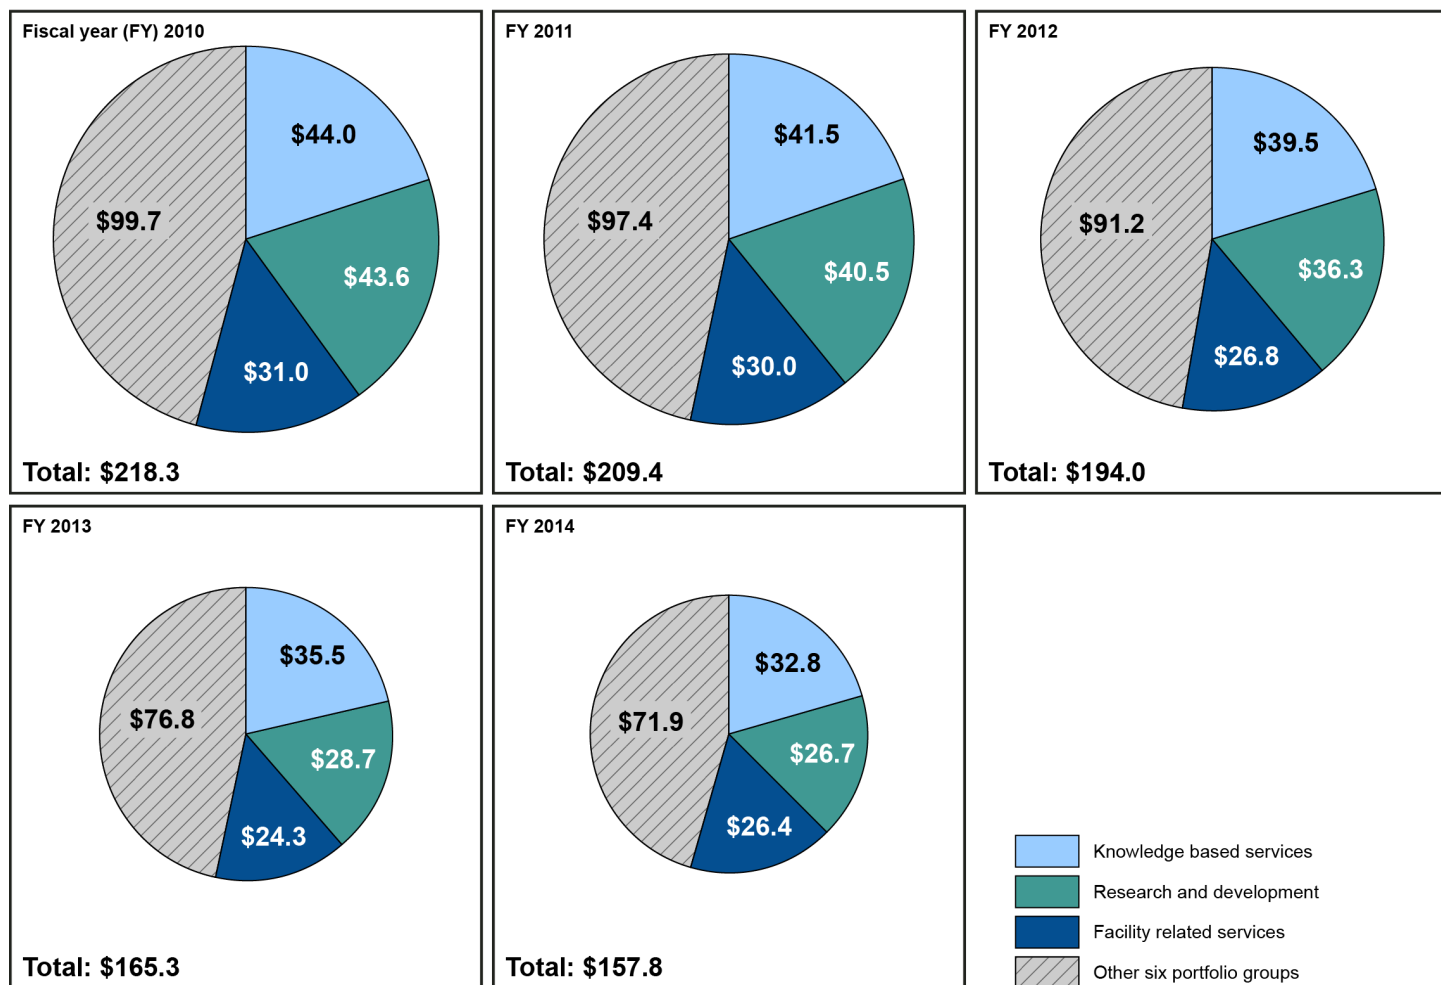 Fiscal year (FY) 2010
$44.0
$99.7
$43.6
$31.0
Total: $218.3
FY 2011
$41.5
$97.4
$40.5
$30.0
Total: $209.4
FY 2012
$39.5
$91.2
$36.3
$26.8
Total: $194.0
FY 2013
$35.5
$76.8
$28.7
$24.3
Total: $165.3
FY 2014
$32.8
$71.9
$26.7
$26.4
Total: $157.8
Knowledge based services
Research and development
Facility related services
Other six portfolio groups